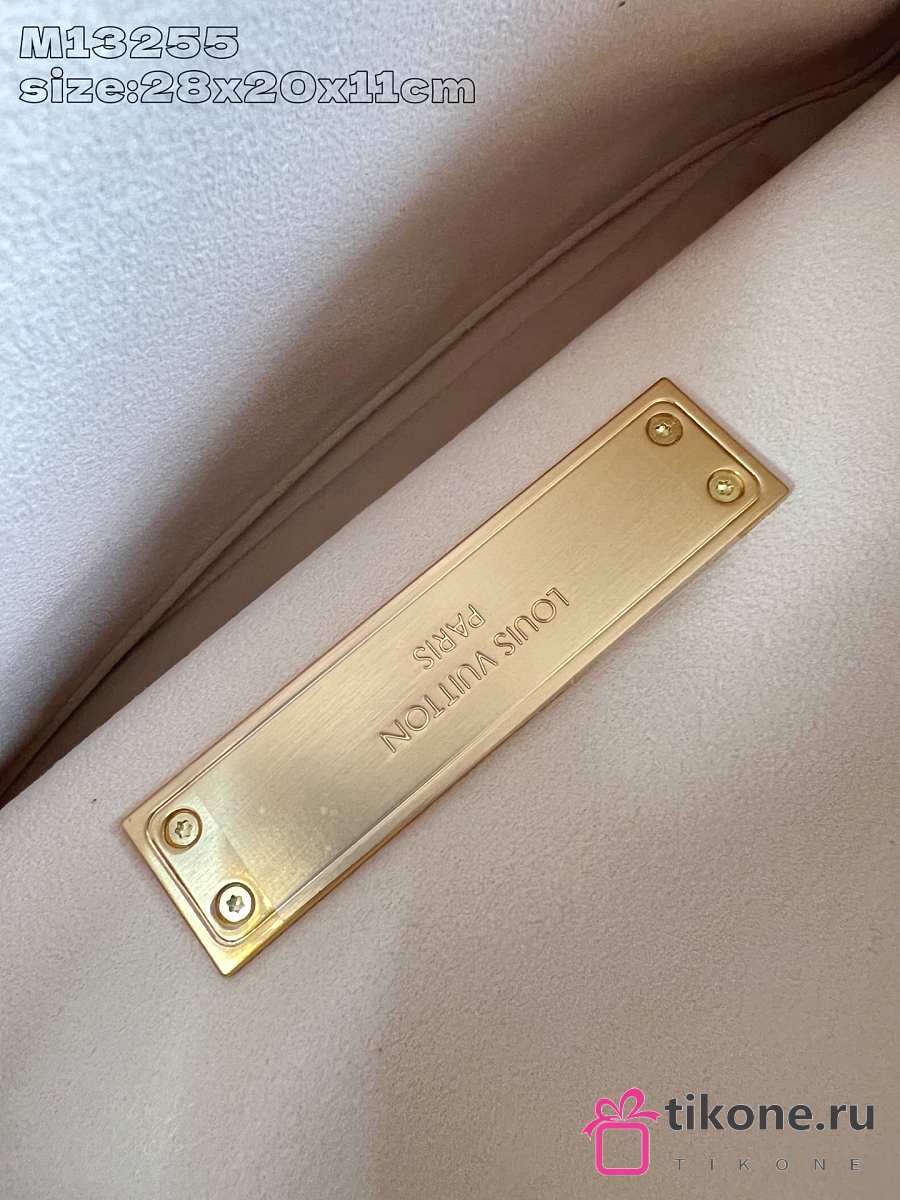 M13255
size:28x20x11cm
LOUIS VUITTON
PARIS
tikone.ru
TIKONE